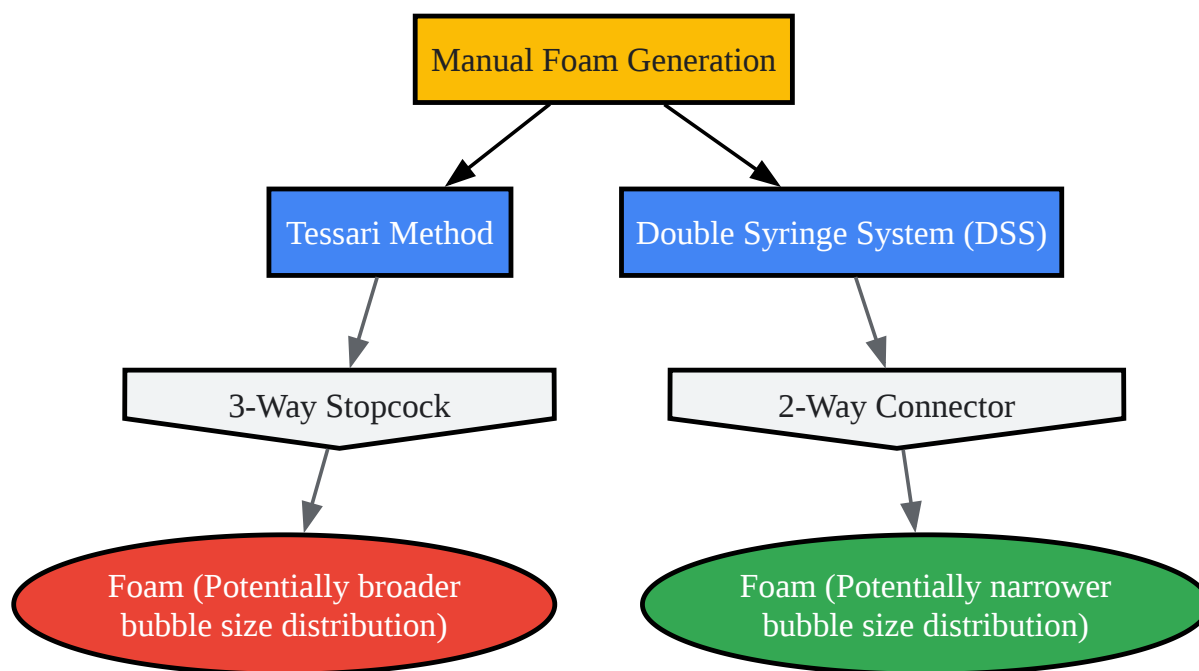 Manual Foam Generation
Tessari Method
Double Syringe System (DSS)
3-Way Stopcock
2-Way Connector
Foam (Potentially broader
bubble size distribution)
Foam (Potentially narrower
bubble size distribution)